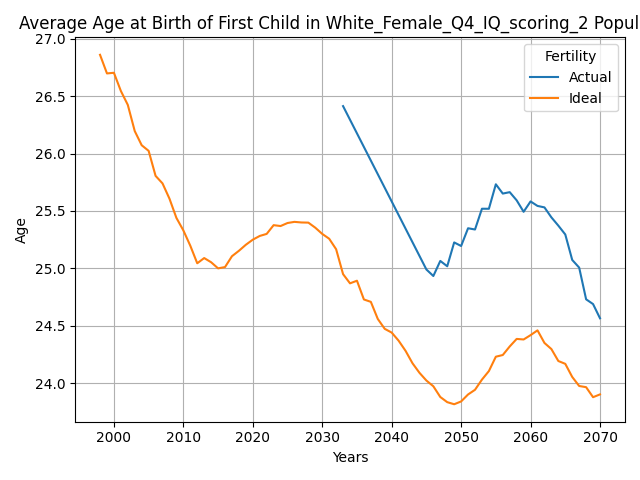 Average Age at Birth of First Child in White_Female_Q4_IQ_scoring_2 Popul
27.0
26.5
26.0
25.5
25.0
24.5
24.0
Age
Fertility
Actual
Ideal
2000 2010 2020 2030 2040 2050 2060 2070
Years